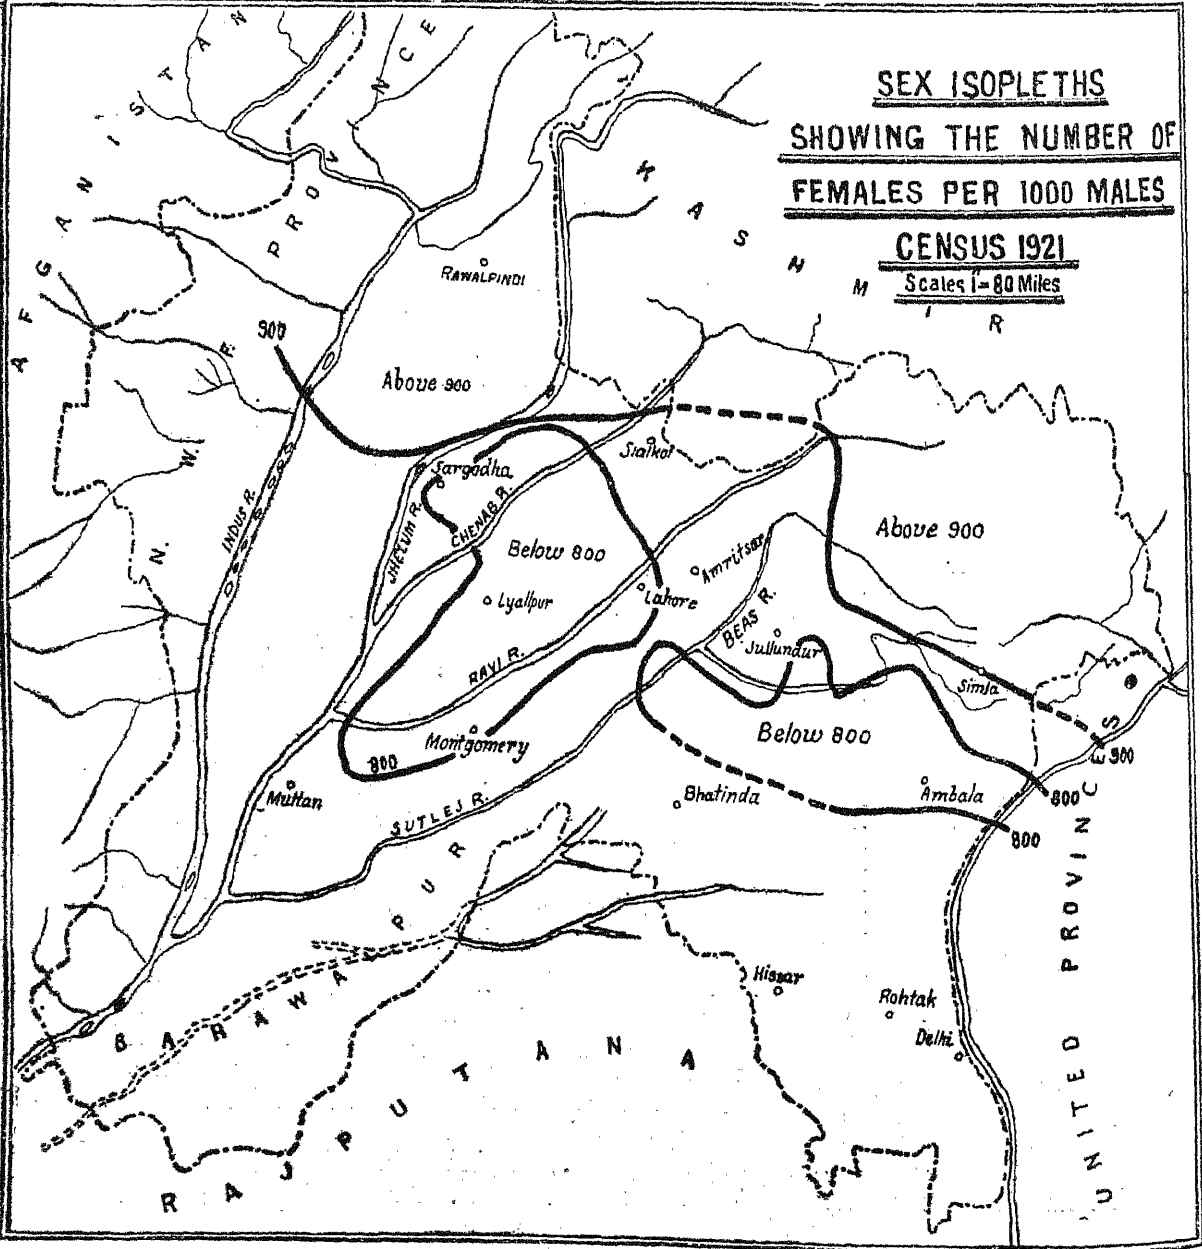 SEX ISOPLETHS
SHOWING THE NUMBER OF
FEMALES PER 1000 MALES
CENSUS 1921
Scales 1"=80 Miles
AFGANISTAN
N. W. F. PROVNCE
KASHMIR
RAWALPINDI
900
Above 900
Sialkot
Sargodha
INDUS R.
JHELUM R.
CHENAB R.
Below 800
Above 900
Amritsar
Lyallpur
Lahore
BEAS R.
Jullundur
RAVI R.
Simla
Montgomery
Below 800
800
900
Multan
SUTLEJ R.
Bhatinda
Ambala
800
800
BAHAWALPUR
Hissar
Rohtak
Delhi
RAJPUTANA
UNITED PROVINCES